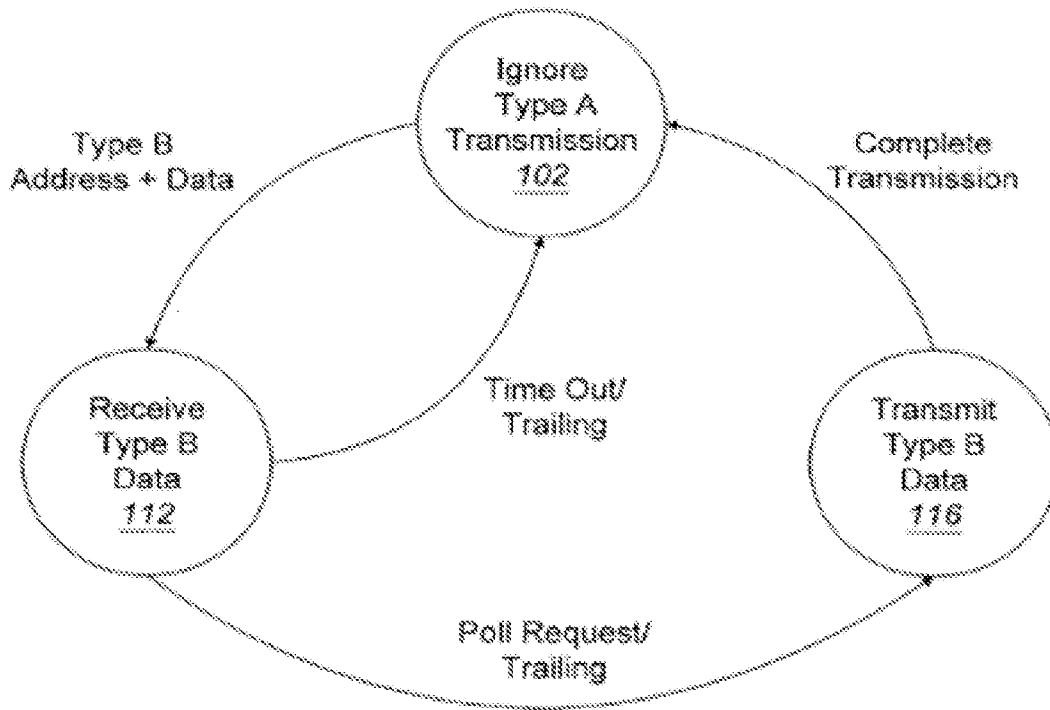 Ignore
Type A
Transmission
102
Type B
Address + Data
Complete
Transmission
Receive
Type B
Data
112
Time Out/
Trailing
Transmit
Type B
Data
116
Poll Request/
Trailing